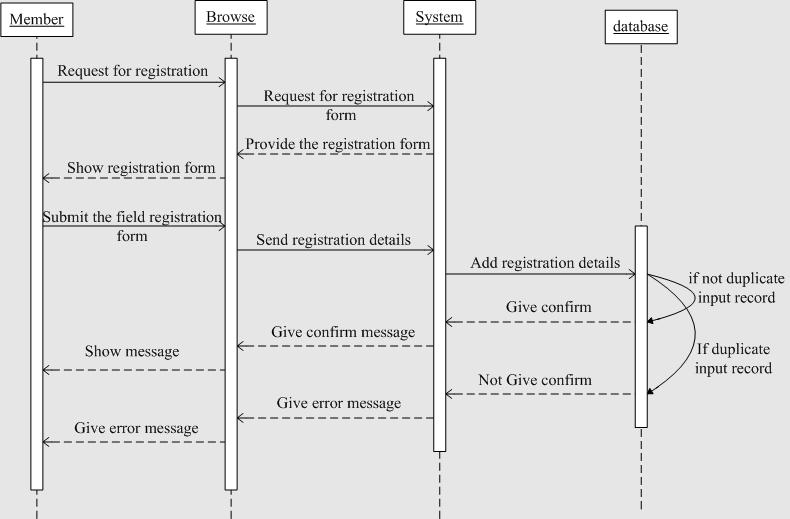 Member
Browse
System
database
Request for registration
Request for registration
form
Provide the registration form
Show registration form
Submit the field registration
form
Send registration details
Add registration details
if not duplicate
input record
Give confirm
Give confirm message
Show message
If duplicate
input record
Not Give confirm
Give error message
Give error message